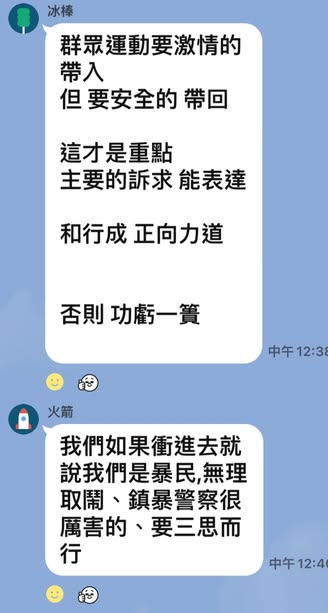 冰棒
群眾運動要激情的
帶入
但 要安全的 帶回
這才是重點
主要的訴求 能表達
和行成 正向力道
否則 功虧一簣
中午 12:38
火箭
我們如果衝進去就
說我們是暴民,無理
取鬧、鎮暴警察很
厲害的、要三思而
行
中午 12:40